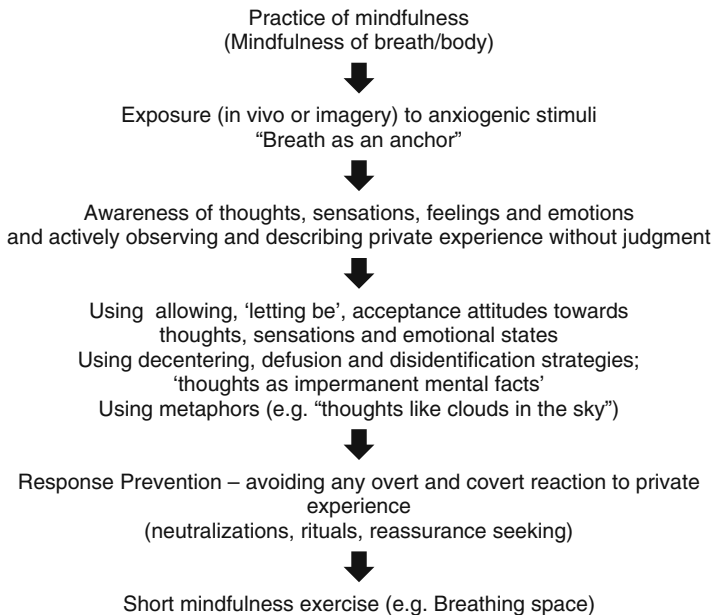 Practice of mindfulness
(Mindfulness of breath/body)
Exposure (in vivo or imagery) to anxiogenic stimuli
“Breath as an anchor”
Awareness of thoughts, sensations, feelings and emotions
and actively observing and describing private experience without judgment
Using allowing, ‘letting be’, acceptance attitudes towards
thoughts, sensations and emotional states
Using decentering, defusion and disidentification strategies;
‘thoughts as impermanent mental facts’
Using metaphors (e.g. “thoughts like clouds in the sky”)
Response Prevention – avoiding any overt and covert reaction to private
experience
(neutralizations, rituals, reassurance seeking)
Short mindfulness exercise (e.g. Breathing space)